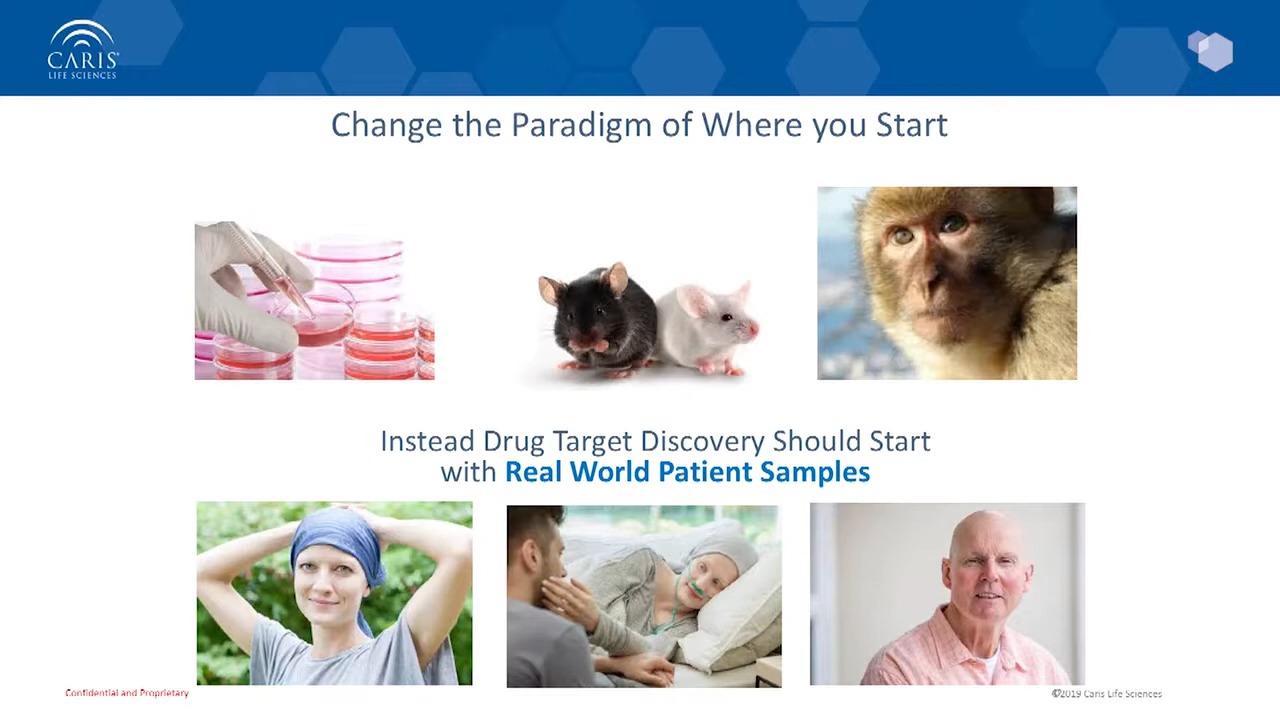 CARIS
LIFE SCIENCES
Change the Paradigm of Where you Start
Instead Drug Target Discovery Should Start
with Real World Patient Samples
Confidential and Proprietary
©2019 Caris Life Sciences